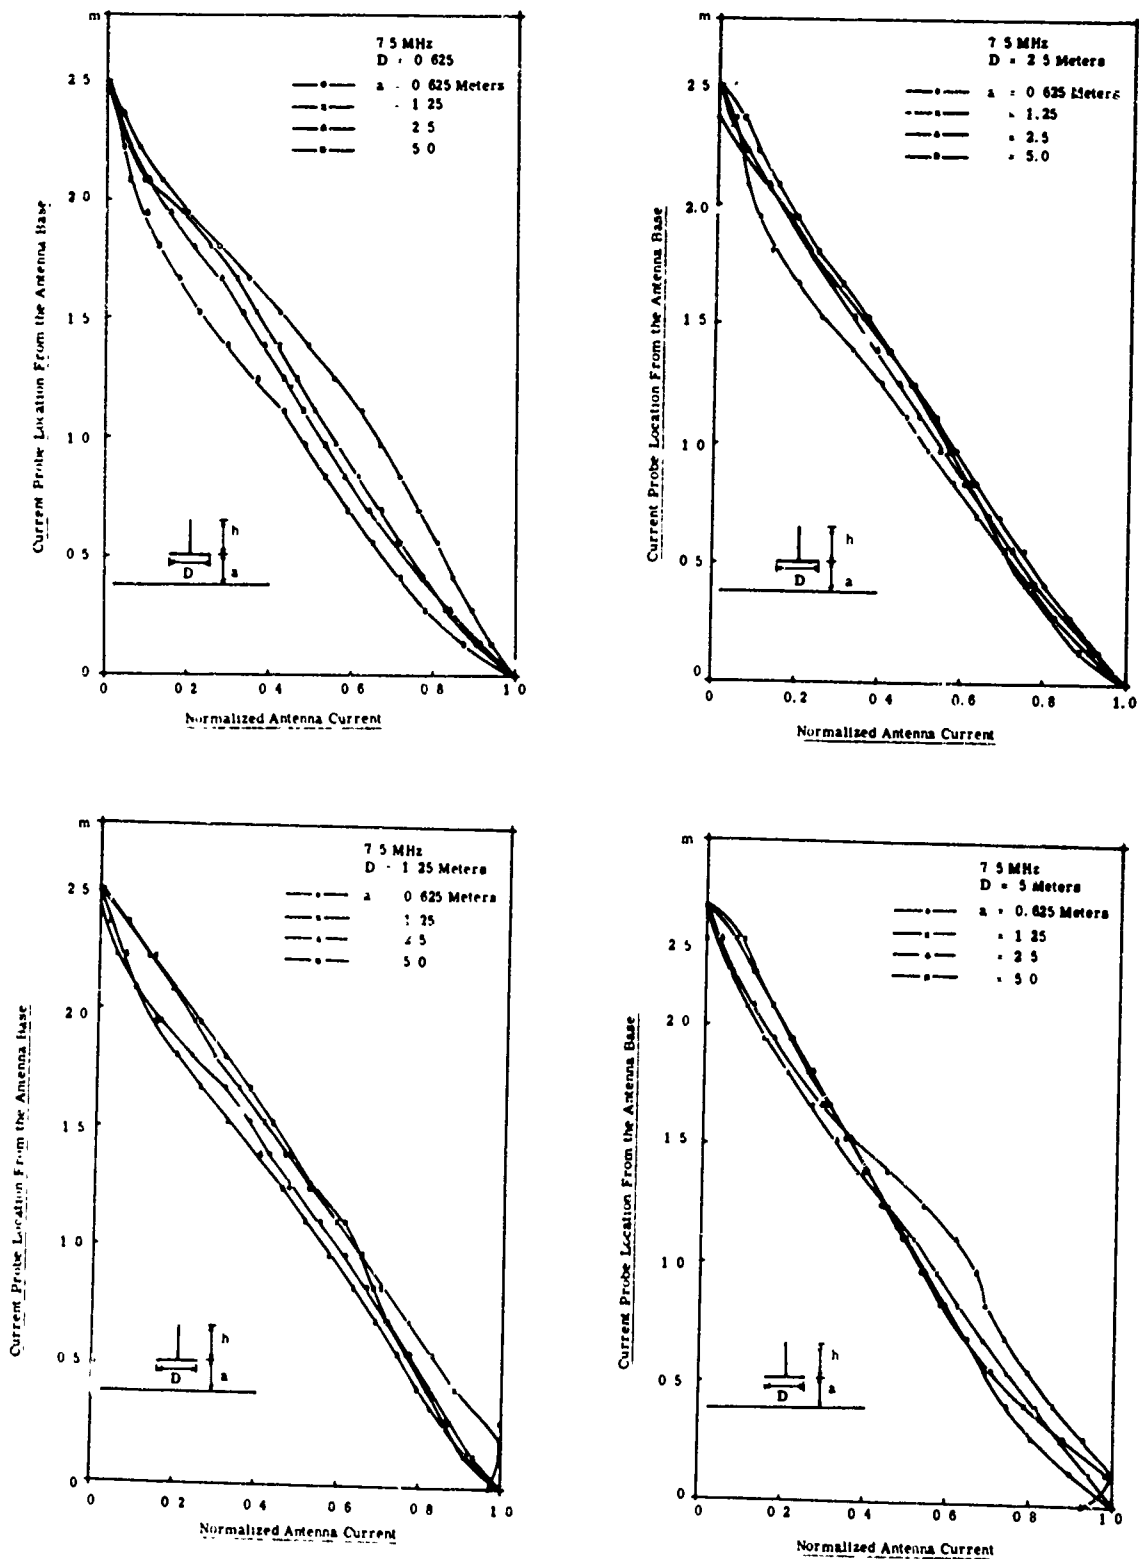 m
7 5 MHz
D - 0 625
a - 0 625 Meters
- 1 25
2 5
5 0
2 5
2 0
1 5
1 0
0 5
0
Current Probe Location From the Antenna Base
h
D
a
0
0 2
0 4
0 6
0 8
1 0
Normalized Antenna Current
m
7 5 MHz
D = 2 5 Meters
a = 0 625 Meters
= 1.25
= 2.5
= 5.0
2 5
2.0
1 5
1 0
0 5
0
Current Probe Location From the Antenna Base
h
D
a
0
0.2
0 4
0.6
0.8
1.0
Normalized Antenna Current
m
7 5 MHz
D - 1 25 Meters
a 0 625 Meters
1 25
2 5
5 0
2 5
2 0
1 5
1 0
0 5
0
Current Probe Location From the Antenna Base
h
D
a
0
0 2
0 4
0 6
0 8
1 0
Normalized Antenna Current
m
7 5 MHz
D = 5 Meters
a = 0.625 Meters
= 1 25
= 2 5
= 5 0
2 5
2 0
1 5
1 0
0 5
0
Current Probe Location From the Antenna Base
h
D
a
0
0 2
0 4
0 6
0 8
1 0
Normalized Antenna Current